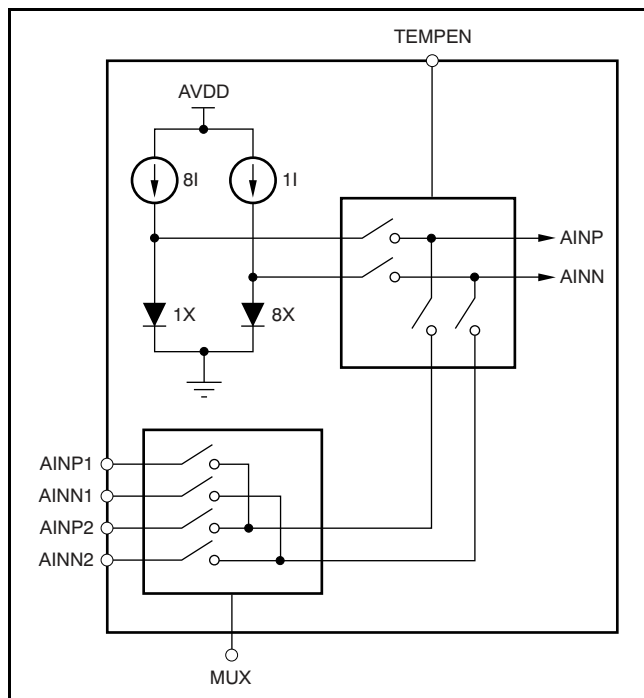 TEMPEN
AVDD
8I
1I
AINP
AINN
1X
8X
AINP1
AINN1
AINP2
AINN2
MUX